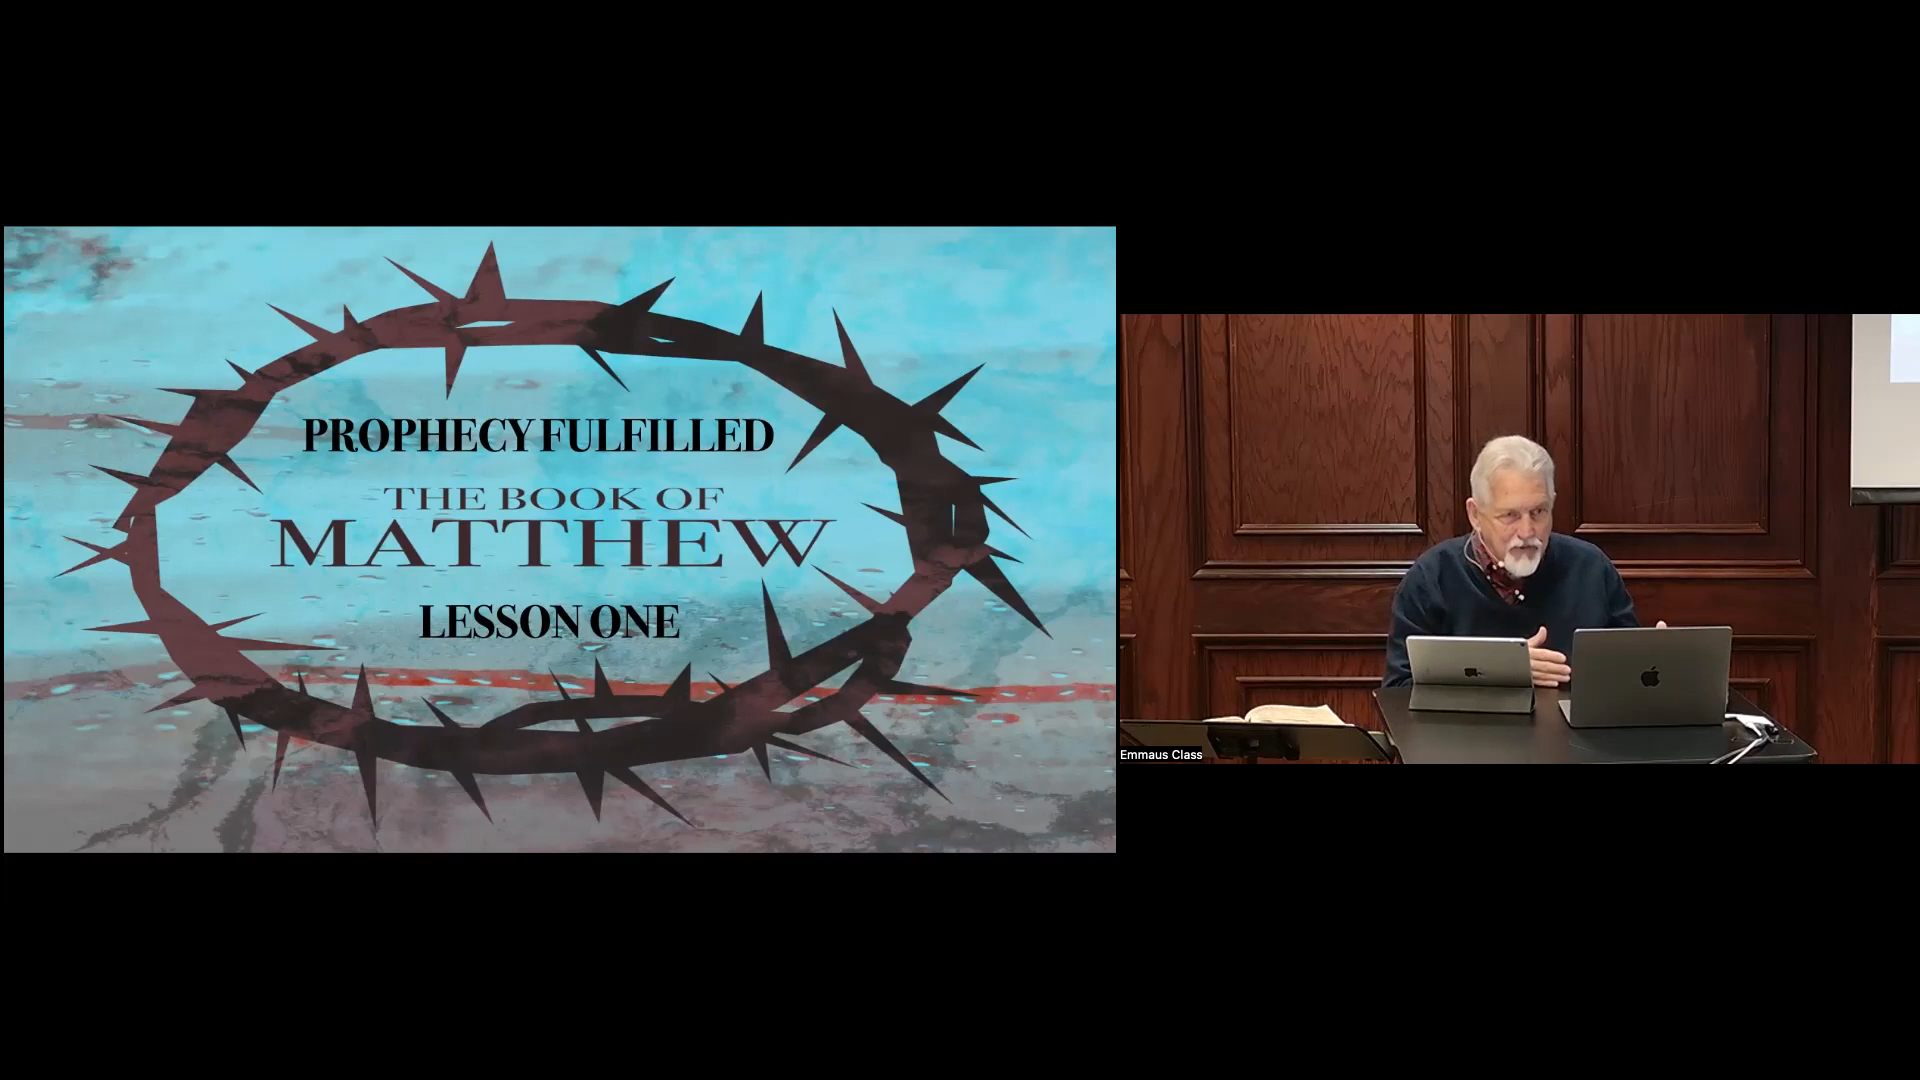 PROPHECY FULFILLED
THE BOOK OF
MATTHEW
LESSON ONE
Emmaus Class